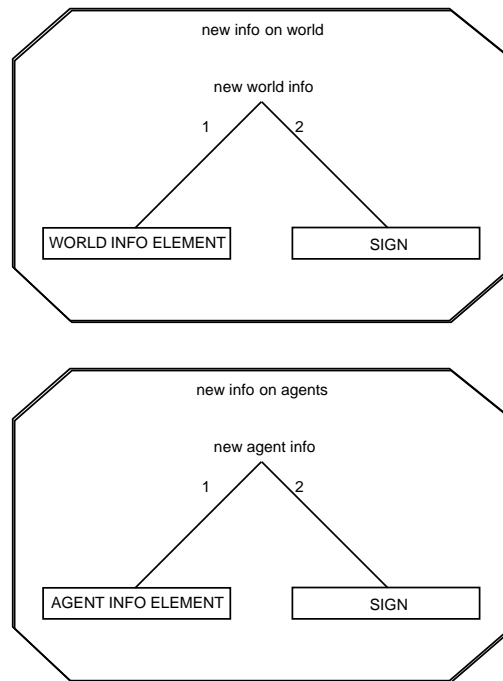 new info on world
new world info
1 2
WORLD INFO ELEMENT SIGN
new info on agents
new agent info
1 2
AGENT INFO ELEMENT SIGN